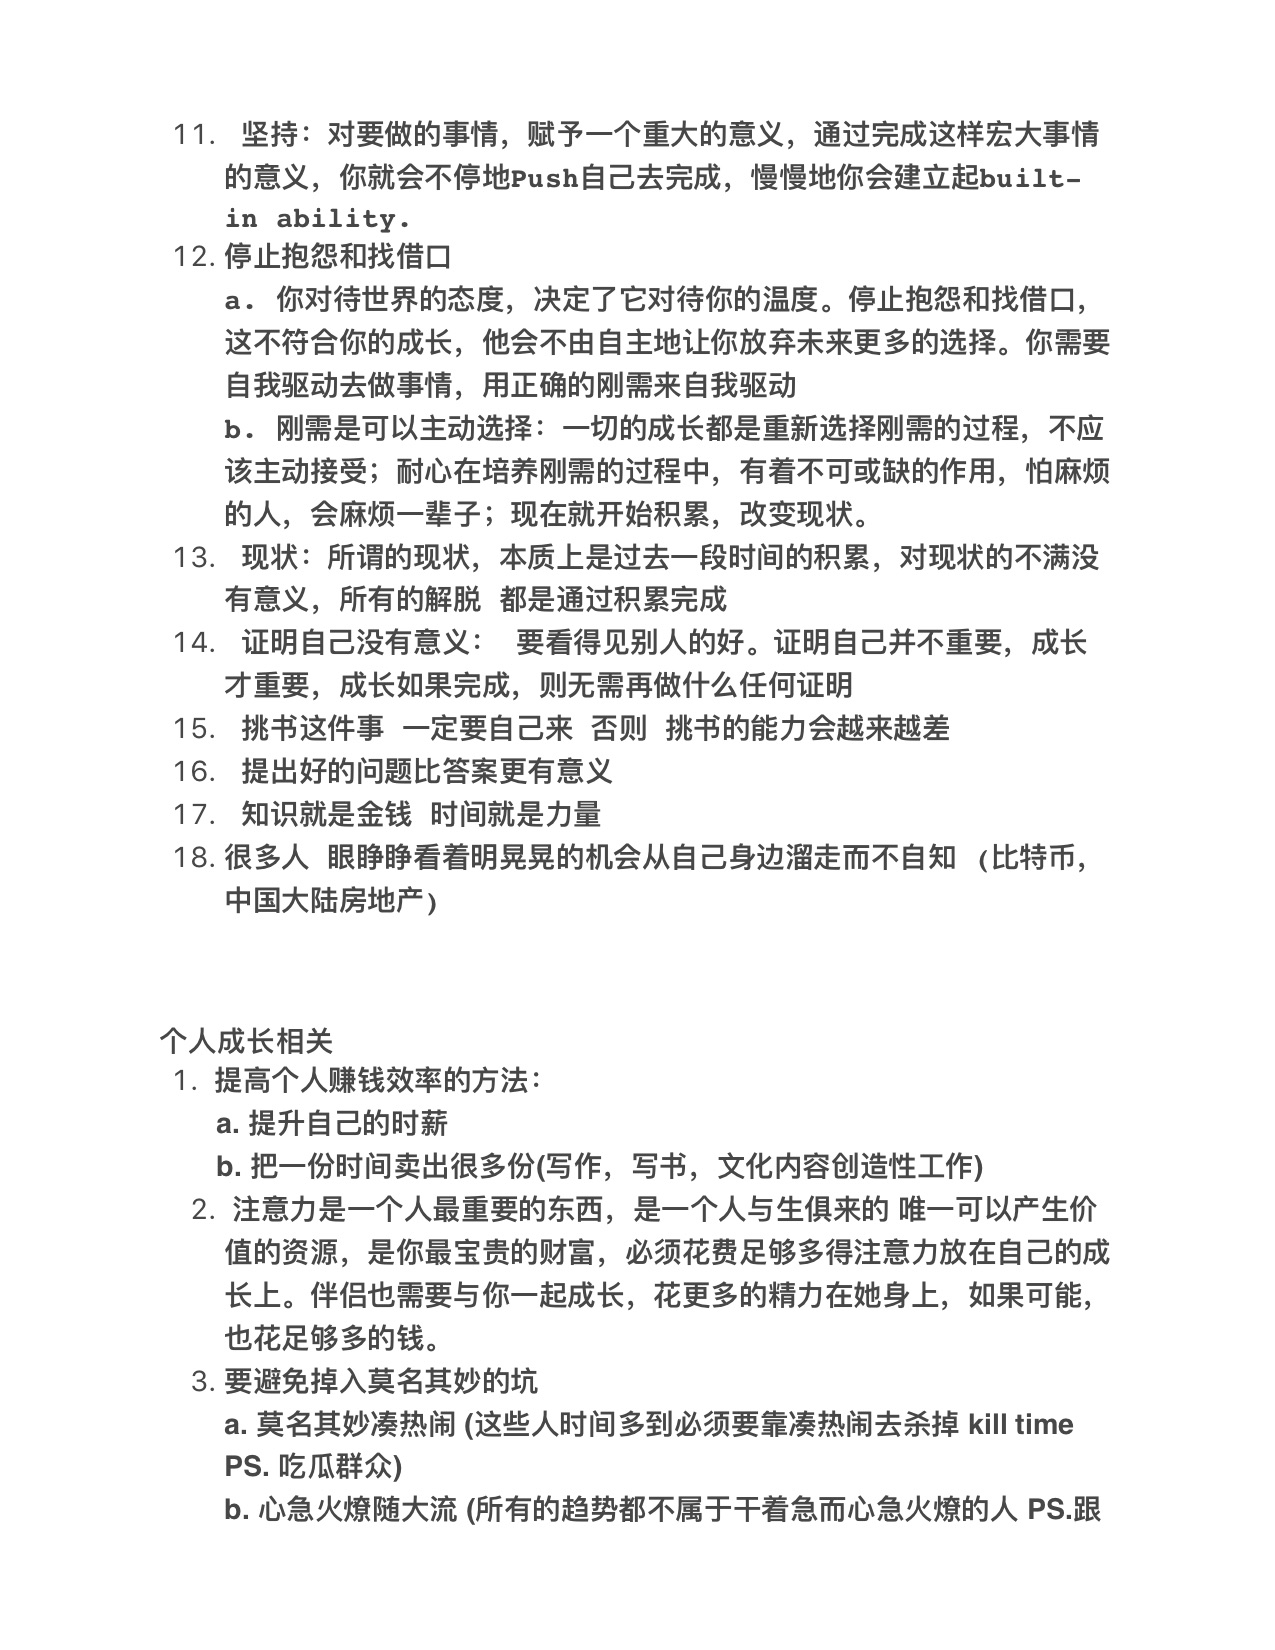 11. 坚持：对要做的事情，赋予一个重大的意义，通过完成这样宏大事情
的意义，你就会不停地Push自己去完成，慢慢地你会建立起built-
in ability.
12. 停止抱怨和找借口
a. 你对待世界的态度，决定了它对待你的温度。停止抱怨和找借口，
这不符合你的成长，他会不由自主地让你放弃未来更多的选择。你需要
自我驱动去做事情，用正确的刚需来自我驱动
b. 刚需是可以主动选择：一切的成长都是重新选择刚需的过程，不应
该主动接受；耐心在培养刚需的过程中，有着不可或缺的作用，怕麻烦
的人，会麻烦一辈子；现在就开始积累，改变现状。
13. 现状：所谓的现状，本质上是过去一段时间的积累，对现状的不满没
有意义，所有的解脱 都是通过积累完成
14. 证明自己没有意义： 要看得见别人的好。证明自己并不重要，成长
才重要，成长如果完成，则无需再做什么任何证明
15. 挑书这件事 一定要自己来 否则 挑书的能力会越来越差
16. 提出好的问题比答案更有意义
17. 知识就是金钱 时间就是力量
18. 很多人 眼睁睁看着明晃晃的机会从自己身边溜走而不自知 (比特币，
中国大陆房地产)
个人成长相关
1. 提高个人赚钱效率的方法：
a. 提升自己的时薪
b. 把一份时间卖出很多份(写作，写书，文化内容创造性工作)
2. 注意力是一个人最重要的东西，是一个人与生俱来的 唯一可以产生价
值的资源，是你最宝贵的财富，必须花费足够多得注意力放在自己的成
长上。伴侣也需要与你一起成长，花更多的精力在她身上，如果可能，
也花足够多的钱。
3. 要避免掉入莫名其妙的坑
a. 莫名其妙凑热闹 (这些人时间多到必须要靠凑热闹去杀掉 kill time
PS. 吃瓜群众)
b. 心急火燎随大流 (所有的趋势都不属于干着急而心急火燎的人 PS.跟